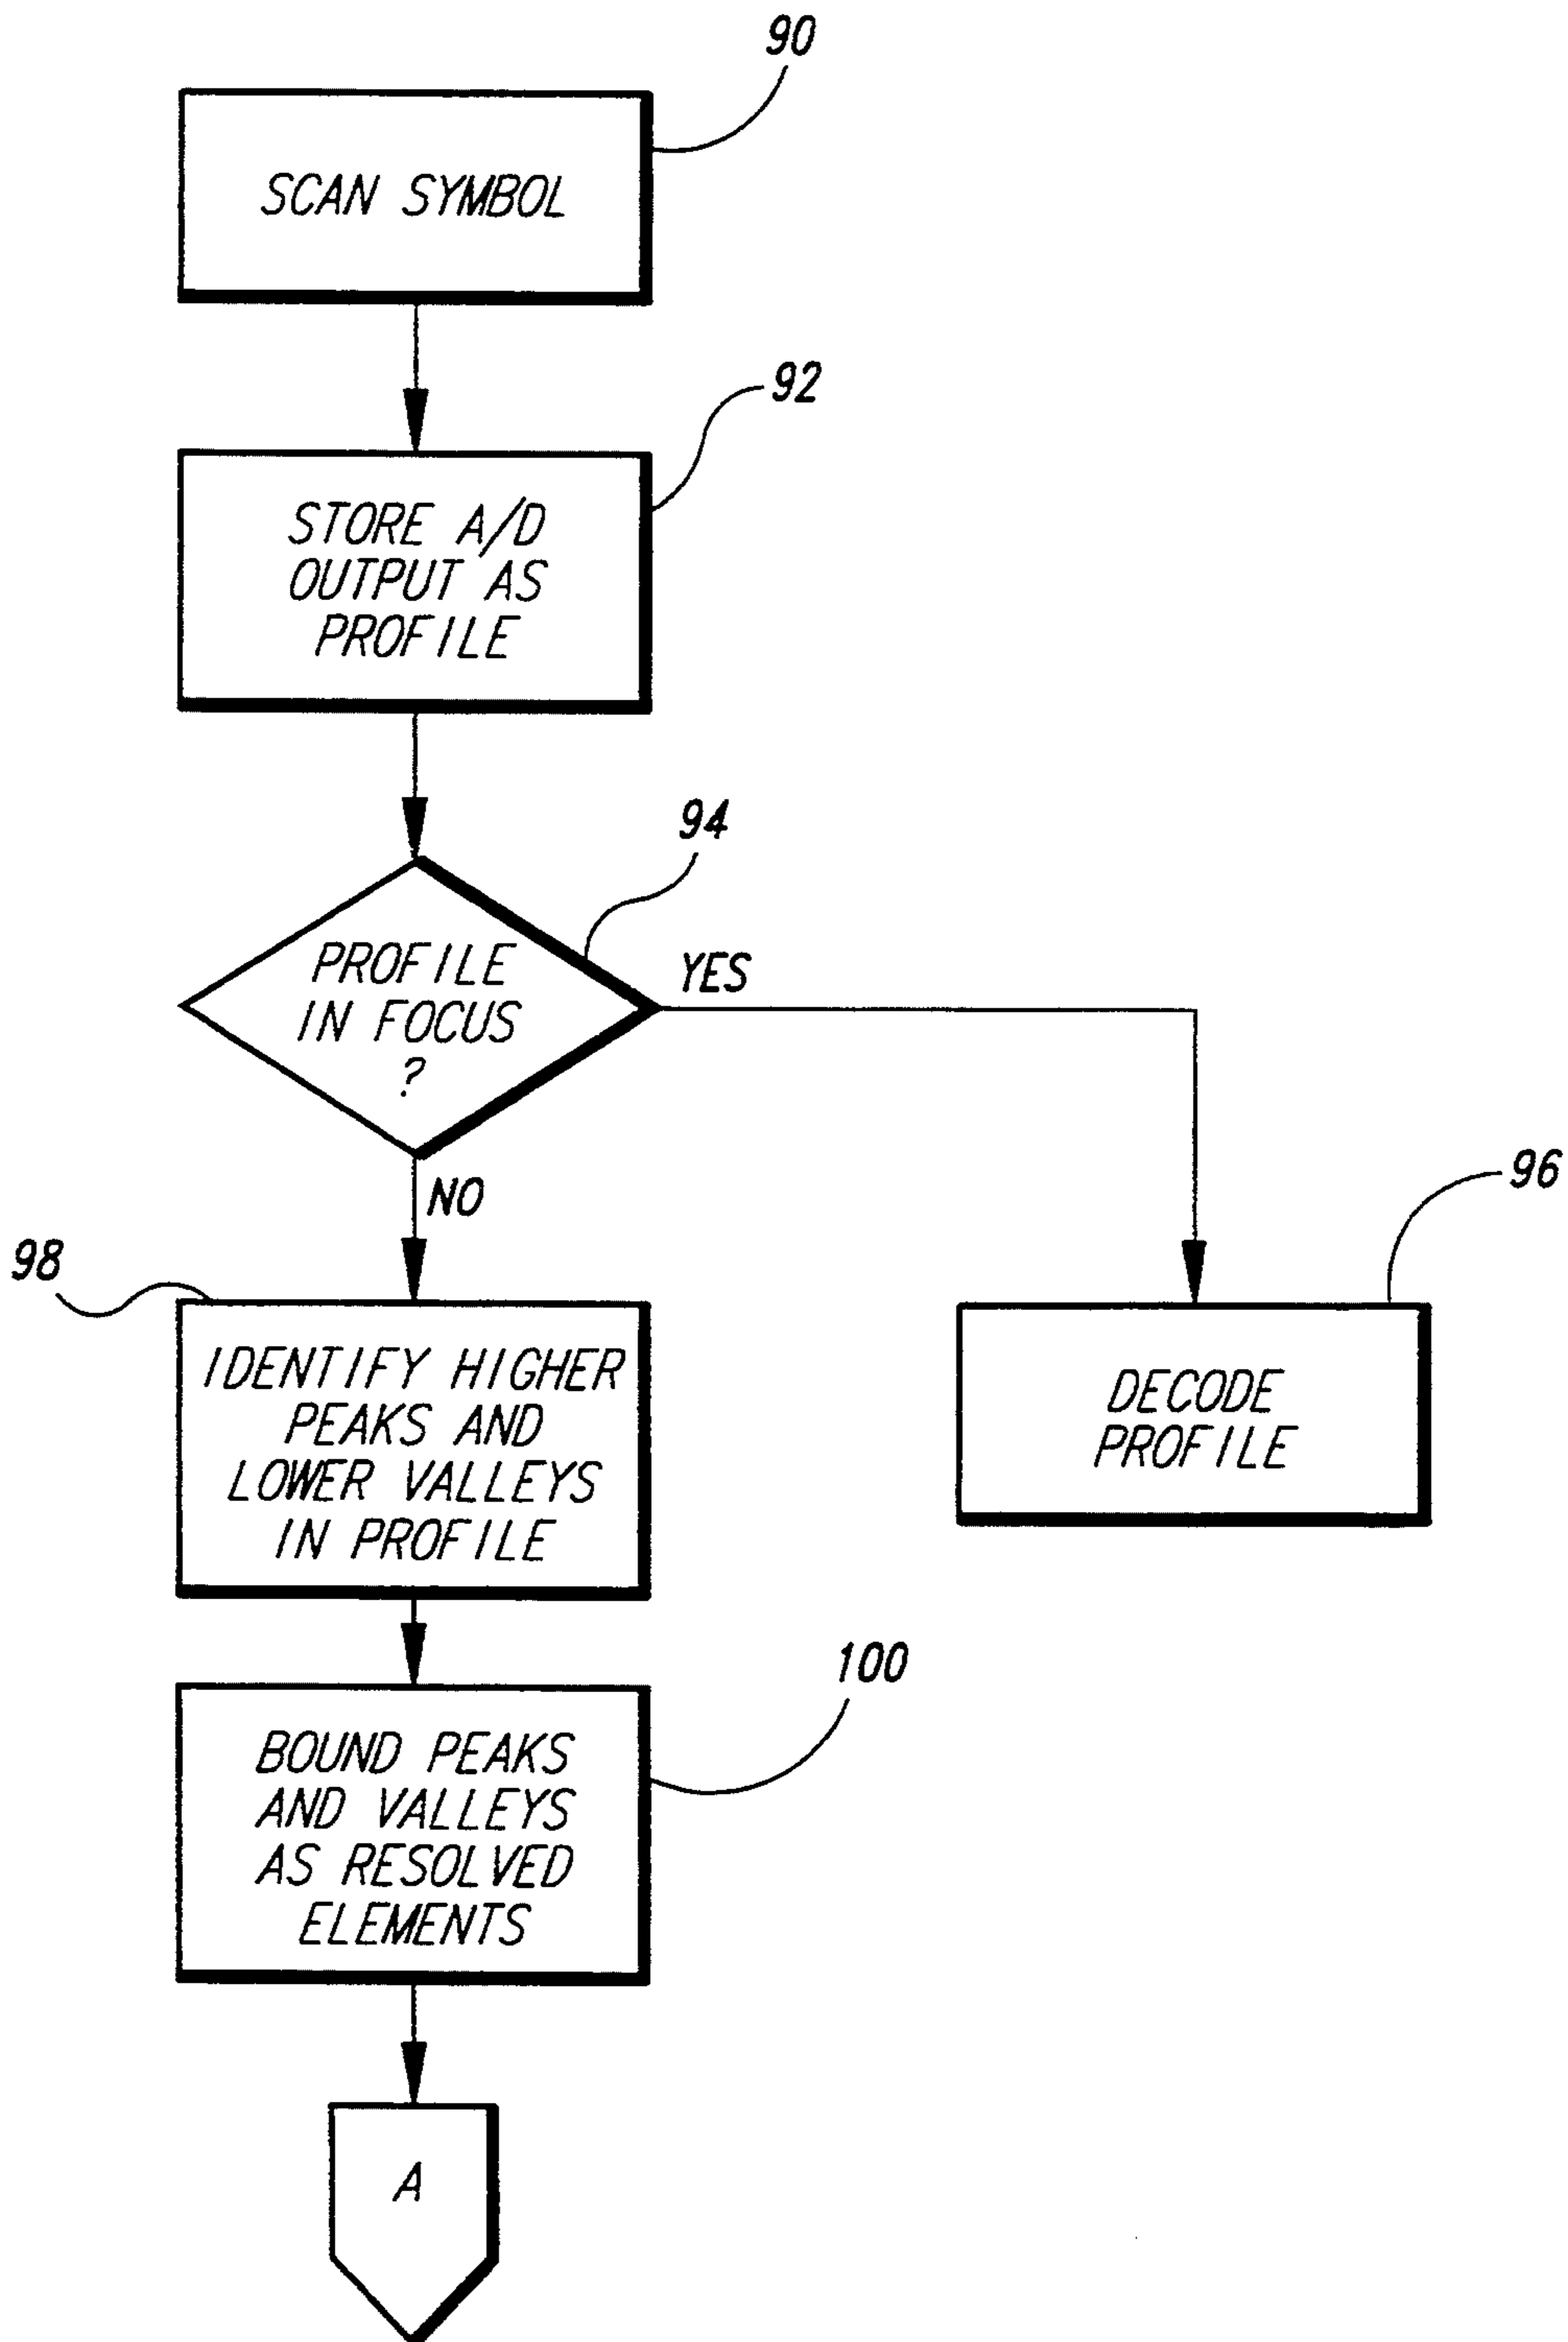 90
SCAN SYMBOL
92
STORE A/D
OUTPUT AS
PROFILE
94
PROFILE
IN FOCUS
?
YES
NO
96
DECODE
PROFILE
98
IDENTIFY HIGHER
PEAKS AND
LOWER VALLEYS
IN PROFILE
100
BOUND PEAKS
AND VALLEYS
AS RESOLVED
ELEMENTS
A